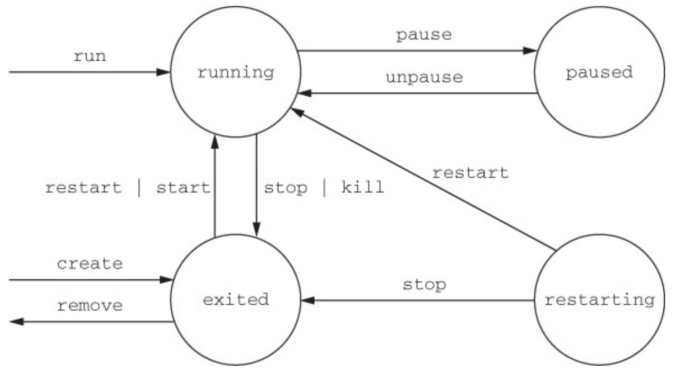 run
running
pause
unpause
paused
restart | start
stop | kill
restart
create
remove
exited
stop
restarting